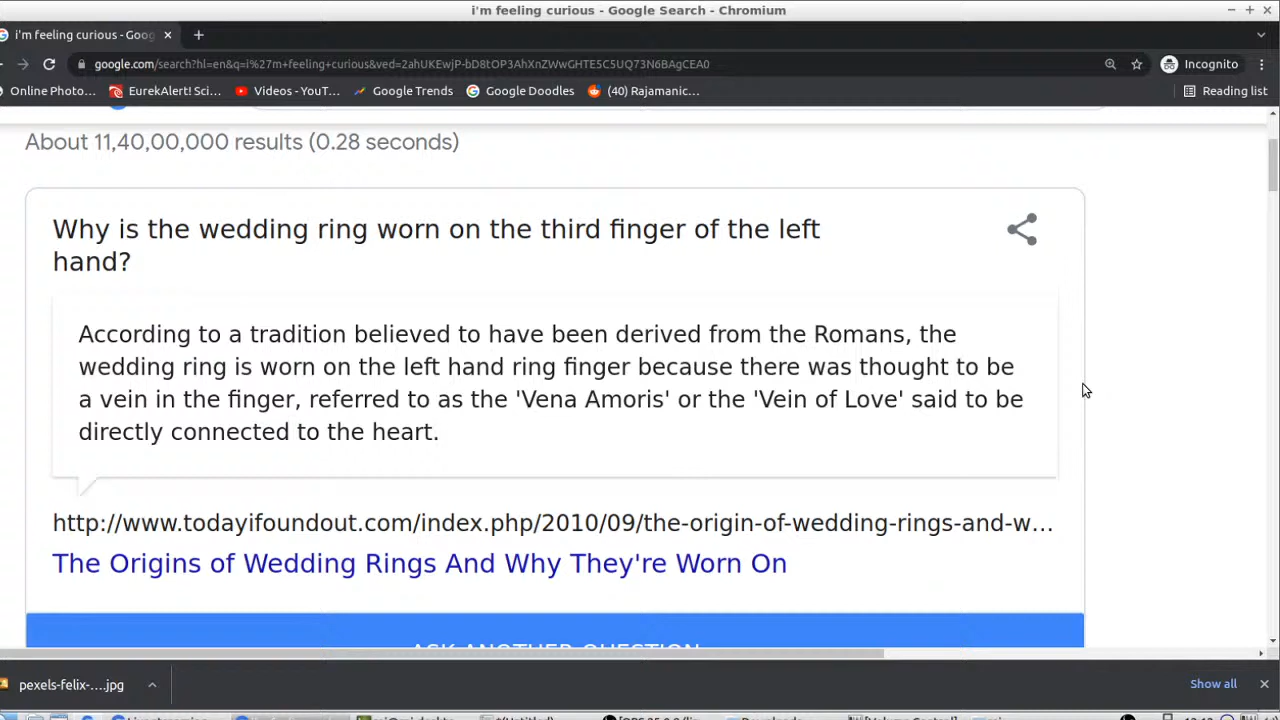 i'm feeling curious - Google Search - Chromium
i'm feeling curious - Goog
google.com/search?hl=en&q=i%27m+feeling+curious&ved=2ahUKEwjP-bD8tOP3AhXnZWwGHTE5C5UQ73N6BAgCEA0
Incognito
Online Photo… EurekAlert! Sci… Videos - YouT… Google Trends Google Doodles (40) Rajamanic… Reading list
About 11,40,00,000 results (0.28 seconds)
Why is the wedding ring worn on the third finger of the left
hand?
According to a tradition believed to have been derived from the Romans, the
wedding ring is worn on the left hand ring finger because there was thought to be
a vein in the finger, referred to as the 'Vena Amoris' or the 'Vein of Love' said to be
directly connected to the heart.
http://www.todayifoundout.com/index.php/2010/09/the-origin-of-wedding-rings-and-w...
The Origins of Wedding Rings And Why They're Worn On
ASK ANOTHER QUESTION
pexels-felix-....jpg
Show all